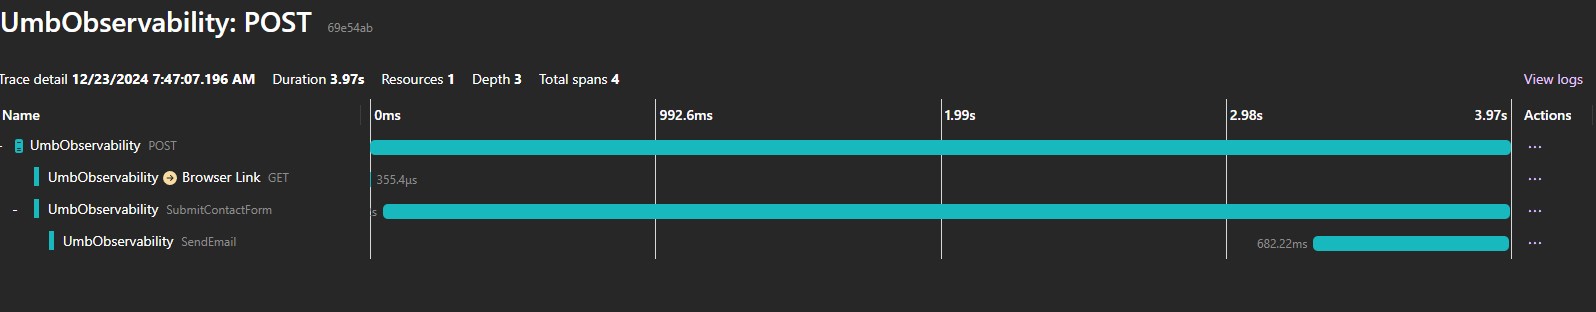 UmbObservability: POST 69e54ab
Trace detail 12/23/2024 7:47:07.196 AM Duration 3.97s Resources 1 Depth 3 Total spans 4 View logs
Name 0ms 992.6ms 1.99s 2.98s 3.97s Actions
- UmbObservability POST ...
UmbObservability Browser Link GET 355.4µs ...
- UmbObservability SubmitContactForm s ...
UmbObservability SendEmail 682.22ms ...